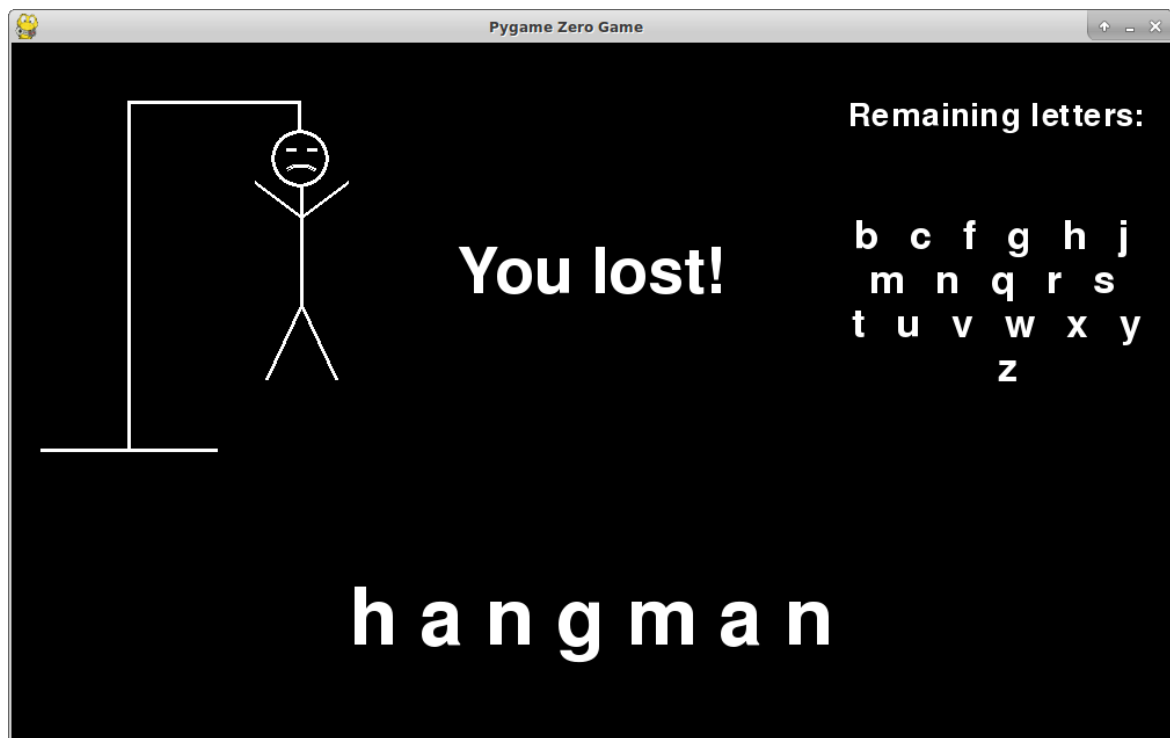 Pygame Zero Game
Remaining letters:
b c f g h j
m n q r s
t u v w x y
z
You lost!
h a n g m a n